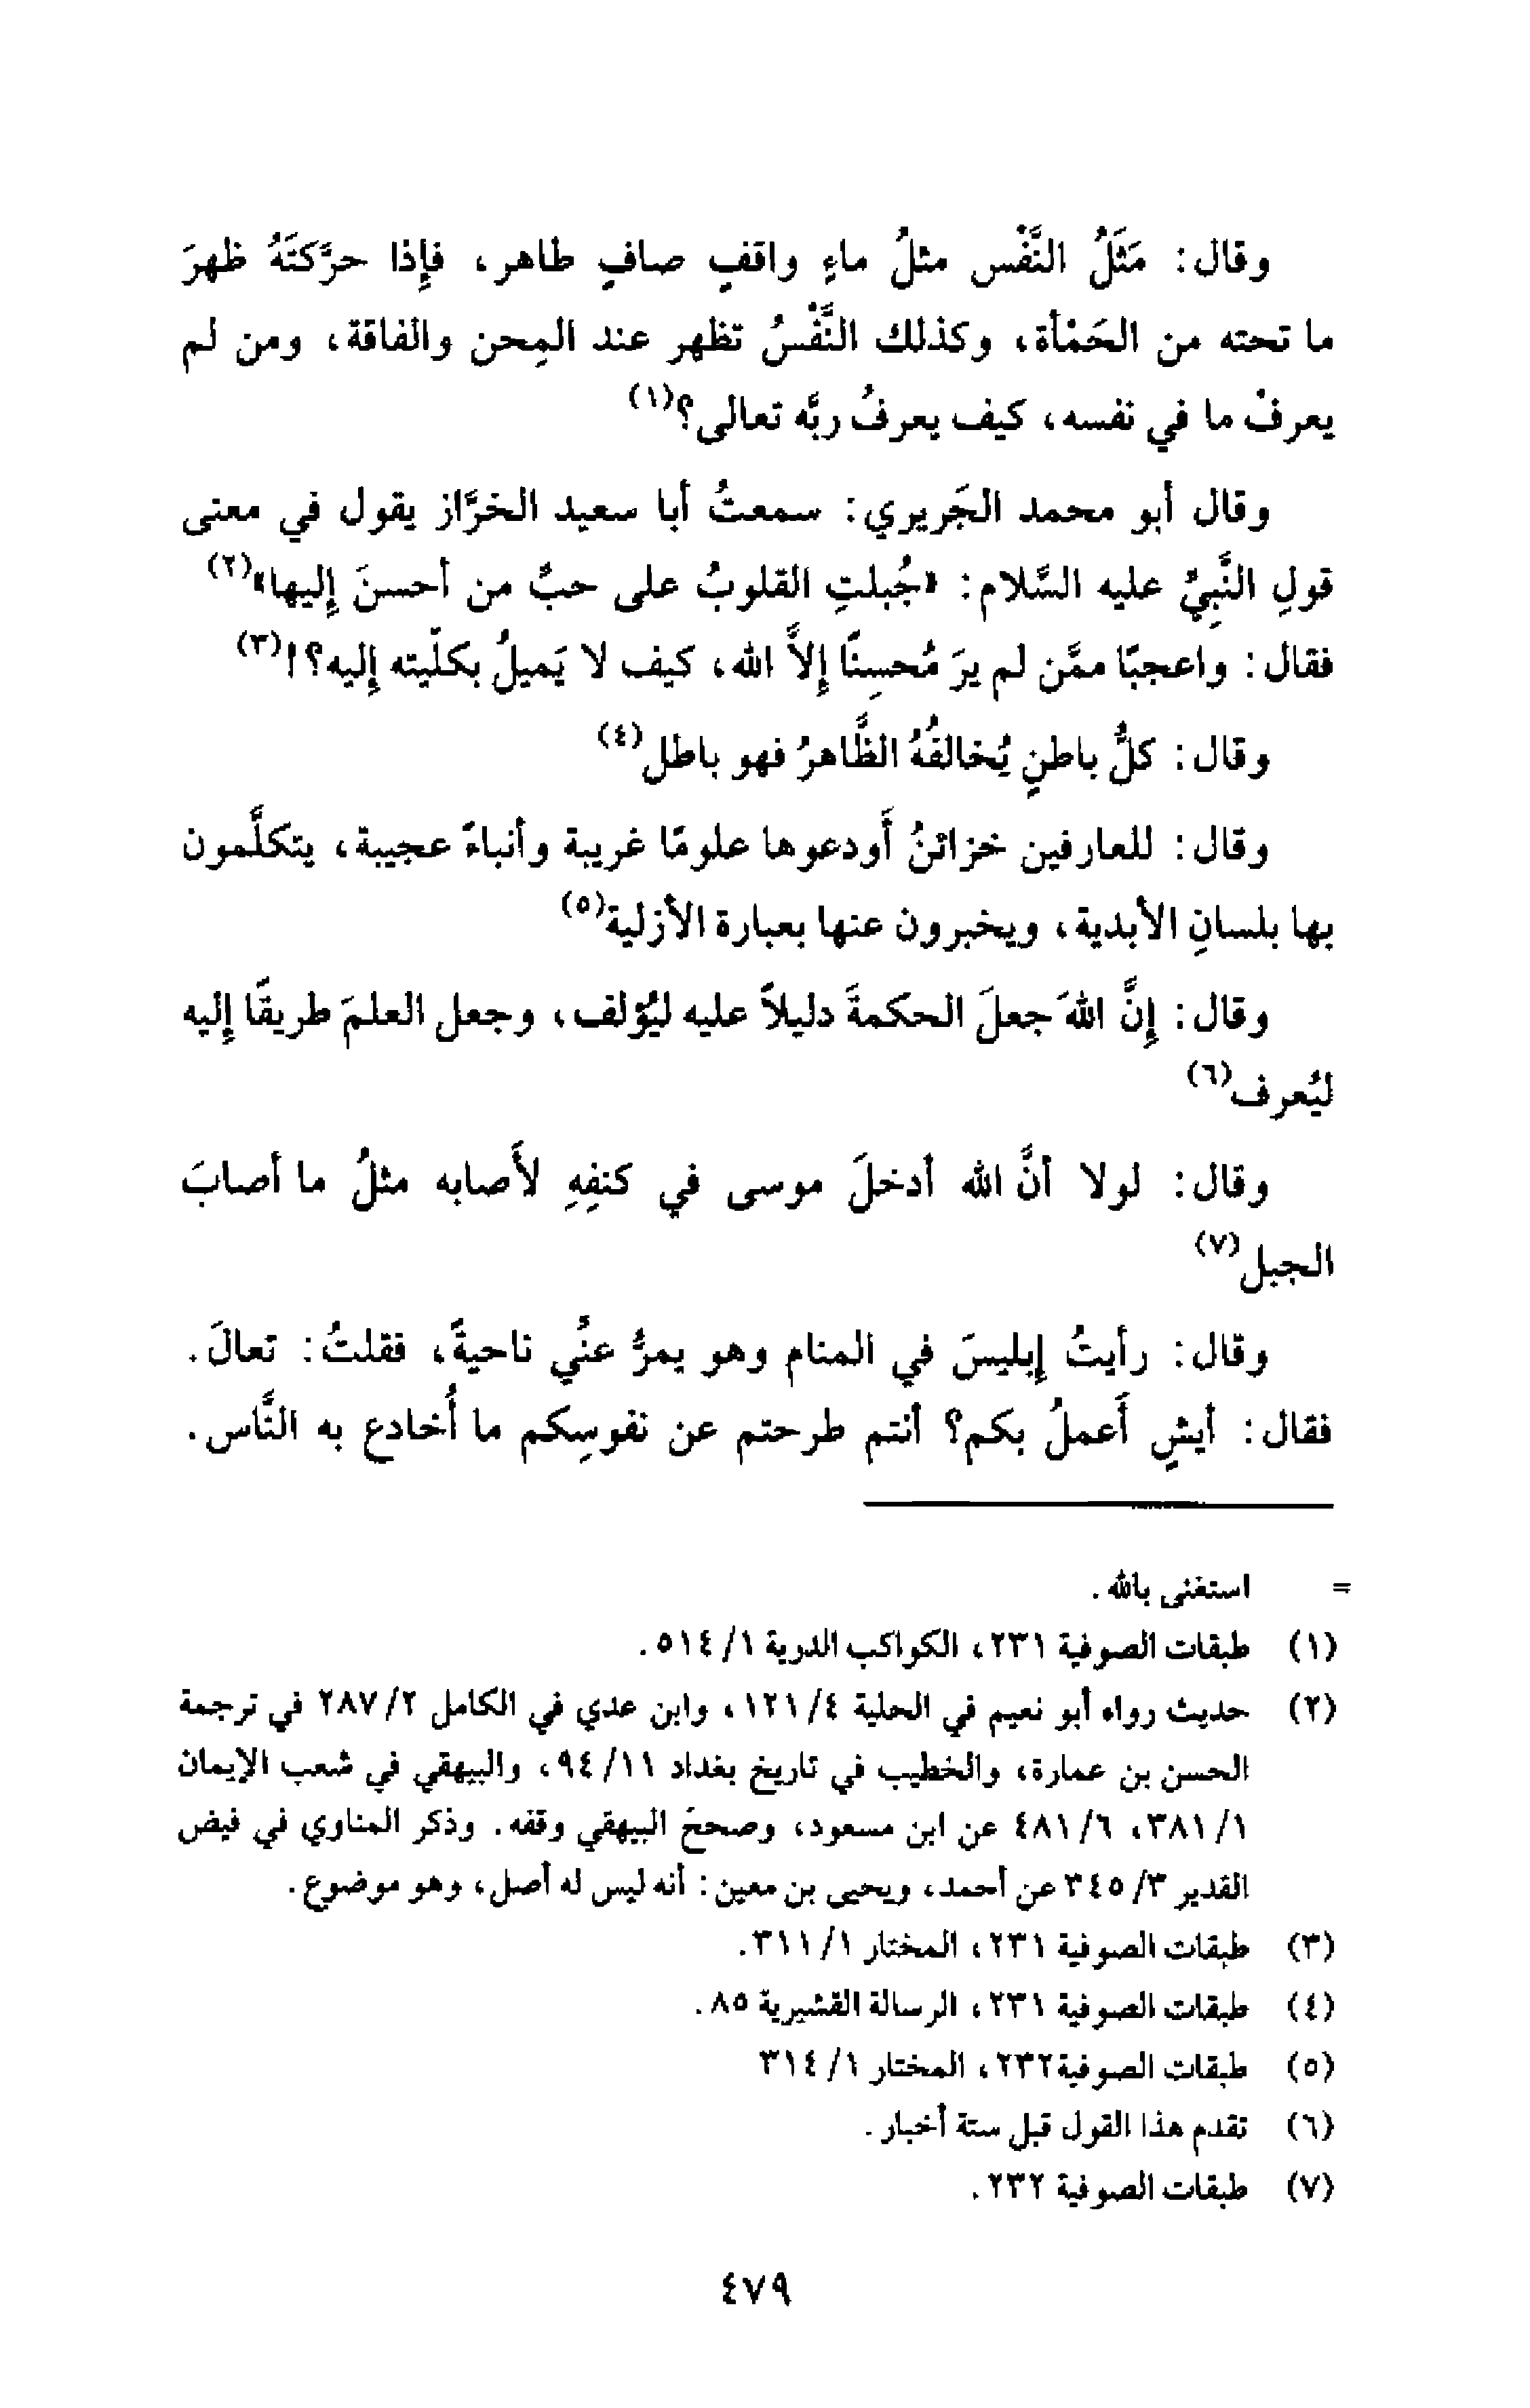 وقال: مَثَلُ النَّفْس مثلُ ماءٍ واقفٍ صافٍ طاهر، فإِذا حرَّكتَهُ ظهرَ
ما تحته من الحَمْأة، وكذلك النَّفْسُ تظهر عند المِحن والفاقة، ومن لم
يعرفْ ما في نفسه، كيف يعرفُ ربَّه تعالى؟(١)
وقال أبو محمد الجَريري: سمعتُ أبا سعيد الخرَّاز يقول في معنى
قولِ النَّبيِّ عليه السَّلام: «جُبلتِ القلوبُ على حبِّ من أحسنَ إِليها»(٢)
فقال: واعجبًا ممَّن لم يرَ مُحسِنًا إِلاَّ الله، كيف لا يَميلُ بكلِّيته إِليه؟!(٣)
وقال: كلُّ باطنٍ يُخالفُهُ الظَّاهرُ فهو باطل(٤)
وقال: للعارفين خزائنُ أودعوها علومًا غريبة وأنباءً عجيبة، يتكلَّمون
بها بلسانِ الأبدية، ويخبرون عنها بعبارة الأزلية(٥)
وقال: إِنَّ اللهَ جعلَ الحكمةَ دليلاً عليه ليُؤلف، وجعل العلمَ طريقًا إِليه
ليُعرف(٦)
وقال: لولا أنَّ الله أدخلَ موسى في كنفِهِ لأَصابه مثلُ ما أصابَ
الجبل(٧)
وقال: رأيتُ إِبليسَ في المنام وهو يمرُّ عنِّي ناحيةً، فقلتُ: تعالَ.
فقال: أيشٍ أَعملُ بكم؟ أنتم طرحتم عن نفوسِكم ما أُخادع به النَّاس.
= استغنى بالله.
(١) طبقات الصوفية ٢٣١، الكواكب الدرية ١/ ٥١٤.
(٢) حديث رواه أبو نعيم في الحلية ٤/ ١٢١، وابن عدي في الكامل ٢/ ٢٨٧ في ترجمة
الحسن بن عمارة، والخطيب في تاريخ بغداد ١١/ ٩٤، والبيهقي في شعب الإيمان
١/ ٣٨١، ٦/ ٤٨١ عن ابن مسعود، وصححَ البيهقي وقفه. وذكر المناوي في فيض
القدير ٣/ ٣٤٥ عن أحمد، ويحيى بن معين: أنه ليس له أصل، وهو موضوع.
(٣) طبقات الصوفية ٢٣١، المختار ١/ ٣١١.
(٤) طبقات الصوفية ٢٣١، الرسالة القشيرية ٨٥.
(٥) طبقات الصوفية ٢٣٢، المختار ١/ ٣١٤
(٦) تقدم هذا القول قبل ستة أخبار.
(٧) طبقات الصوفية ٢٣٢.
٤٧٩